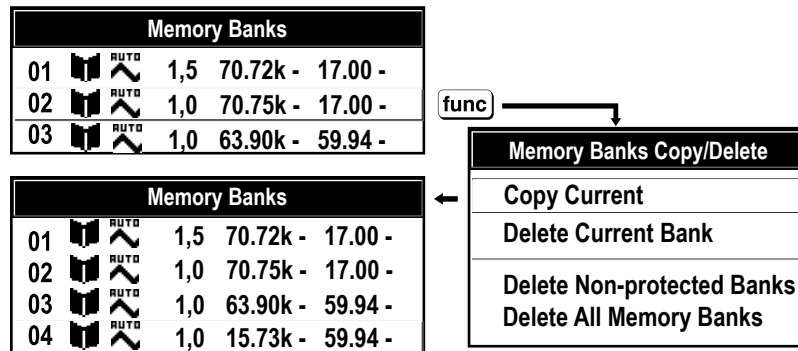 Memory Banks
01 AUTO 1,5 70.72k - 17.00 -
02 AUTO 1,0 70.75k - 17.00 -
03 AUTO 1,0 63.90k - 59.94 -
func
Memory Banks Copy/Delete
Copy Current
Delete Current Bank
Delete Non-protected Banks
Delete All Memory Banks
Memory Banks
01 AUTO 1,5 70.72k - 17.00 -
02 AUTO 1,0 70.75k - 17.00 -
03 AUTO 1,0 63.90k - 59.94 -
04 AUTO 1,0 15.73k - 59.94 -